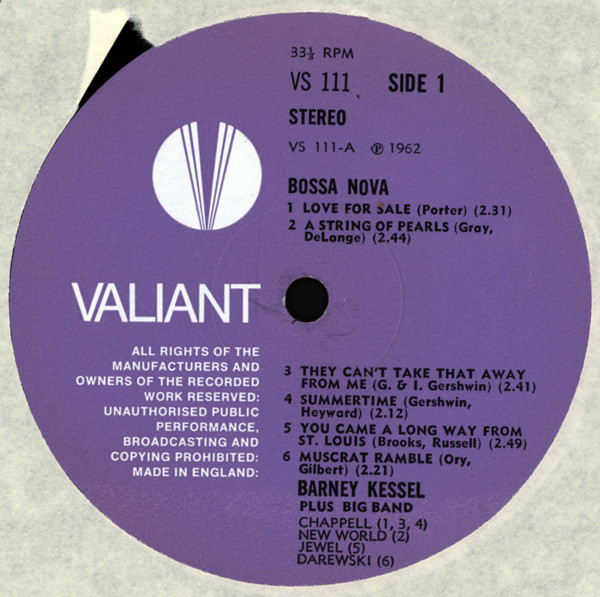 33⅓ RPM
VS 111 SIDE 1
STEREO
VS 111-A ℗ 1962
BOSSA NOVA
1 LOVE FOR SALE (Porter) (2.31)
2 A STRING OF PEARLS (Gray,
DeLange) (2.44)
VALIANT
ALL RIGHTS OF THE
MANUFACTURERS AND
OWNERS OF THE RECORDED
WORK RESERVED:
UNAUTHORISED PUBLIC
PERFORMANCE,
BROADCASTING AND
COPYING PROHIBITED:
MADE IN ENGLAND:
3 THEY CAN'T TAKE THAT AWAY
FROM ME (G. & I. Gershwin) (2.41)
4 SUMMERTIME (Gershwin,
Heyward) (2.12)
5 YOU CAME A LONG WAY FROM
ST. LOUIS (Brooks, Russell) (2.49)
6 MUSCRAT RAMBLE (Ory,
Gilbert) (2.21)
BARNEY KESSEL
PLUS BIG BAND
CHAPPELL (1, 3, 4)
NEW WORLD (2)
JEWEL (5)
DAREWSKI (6)